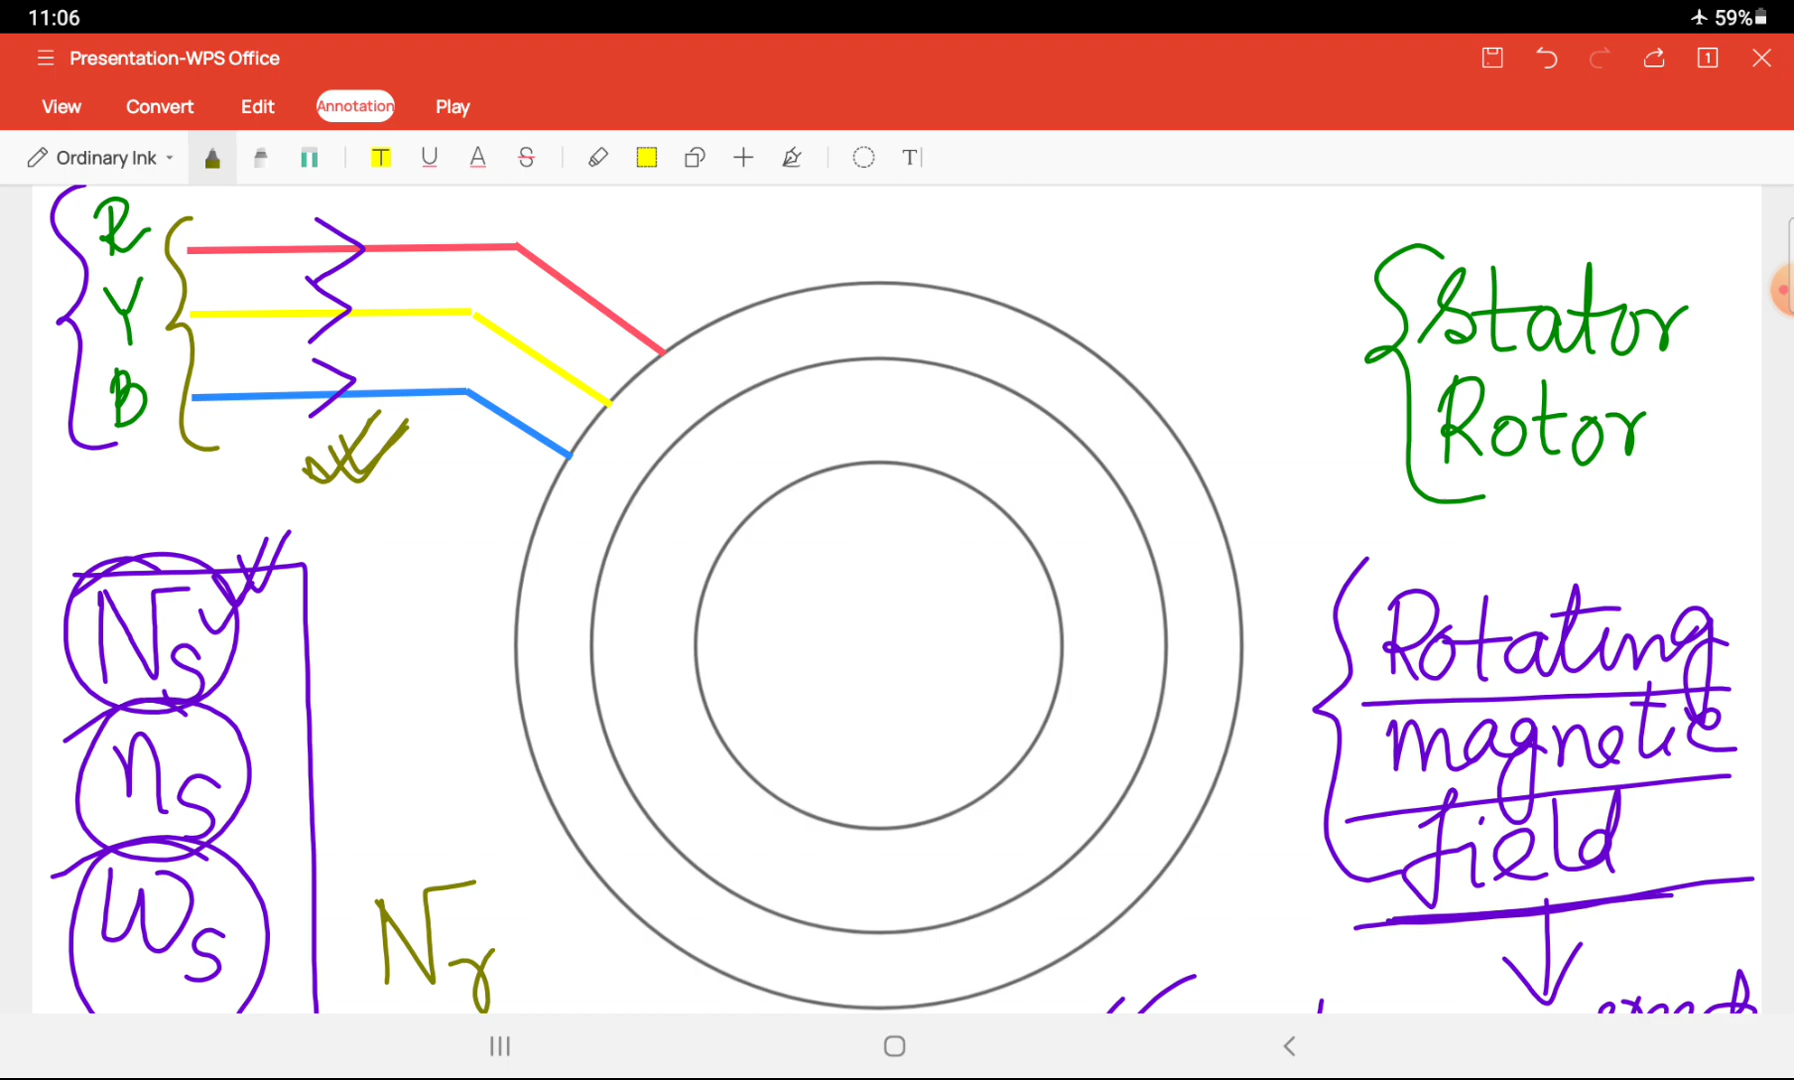 11:06 59%
Presentation-WPS Office 1
View Convert Edit Annotation Play
Ordinary Ink T U A S T
R
Y
B
Stator
Rotor
Ns
ns
ws
Nr
Rotating
magnetic
field